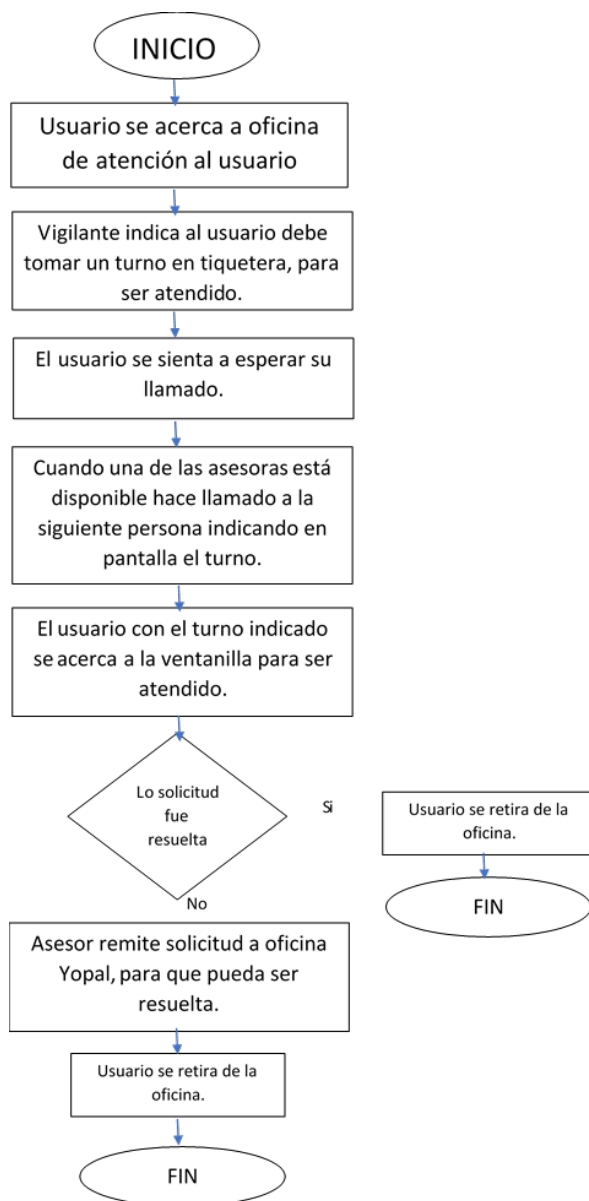 INICIO
Usuario se acerca a oficina
de atención al usuario
Vigilante indica al usuario debe
tomar un turno en tiquetera, para
ser atendido.
El usuario se sienta a esperar su
llamado.
Cuando una de las asesoras está
disponible hace llamado a la
siguiente persona indicando en
pantalla el turno.
El usuario con el turno indicado
se acerca a la ventanilla para ser
atendido.
Lo solicitud
fue
resuelta
Si
Usuario se retira de la
oficina.
FIN
No
Asesor remite solicitud a oficina
Yopal, para que pueda ser
resuelta.
Usuario se retira de la
oficina.
FIN